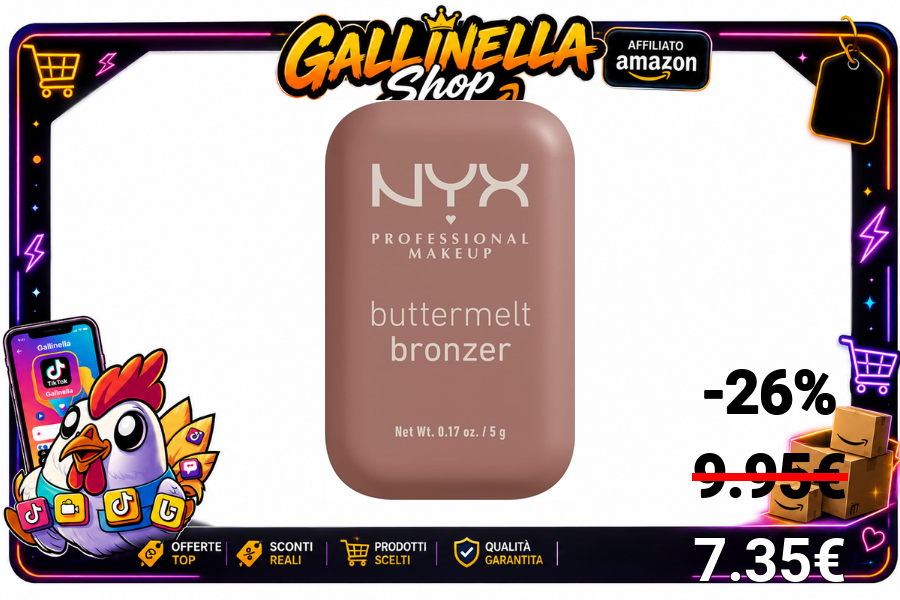 GALLINELLA
Shop
AFFILIATO
amazon
NYX
PROFESSIONAL
MAKEUP
buttermelt
bronzer
Net Wt. 0.17 oz. / 5 g
Gallinella
TikTok
Gallinella
-26%
9.95€
7.35€
OFFERTE
TOP
SCONTI
REALI
PRODOTTI
SCELTI
QUALITÀ
GARANTITA